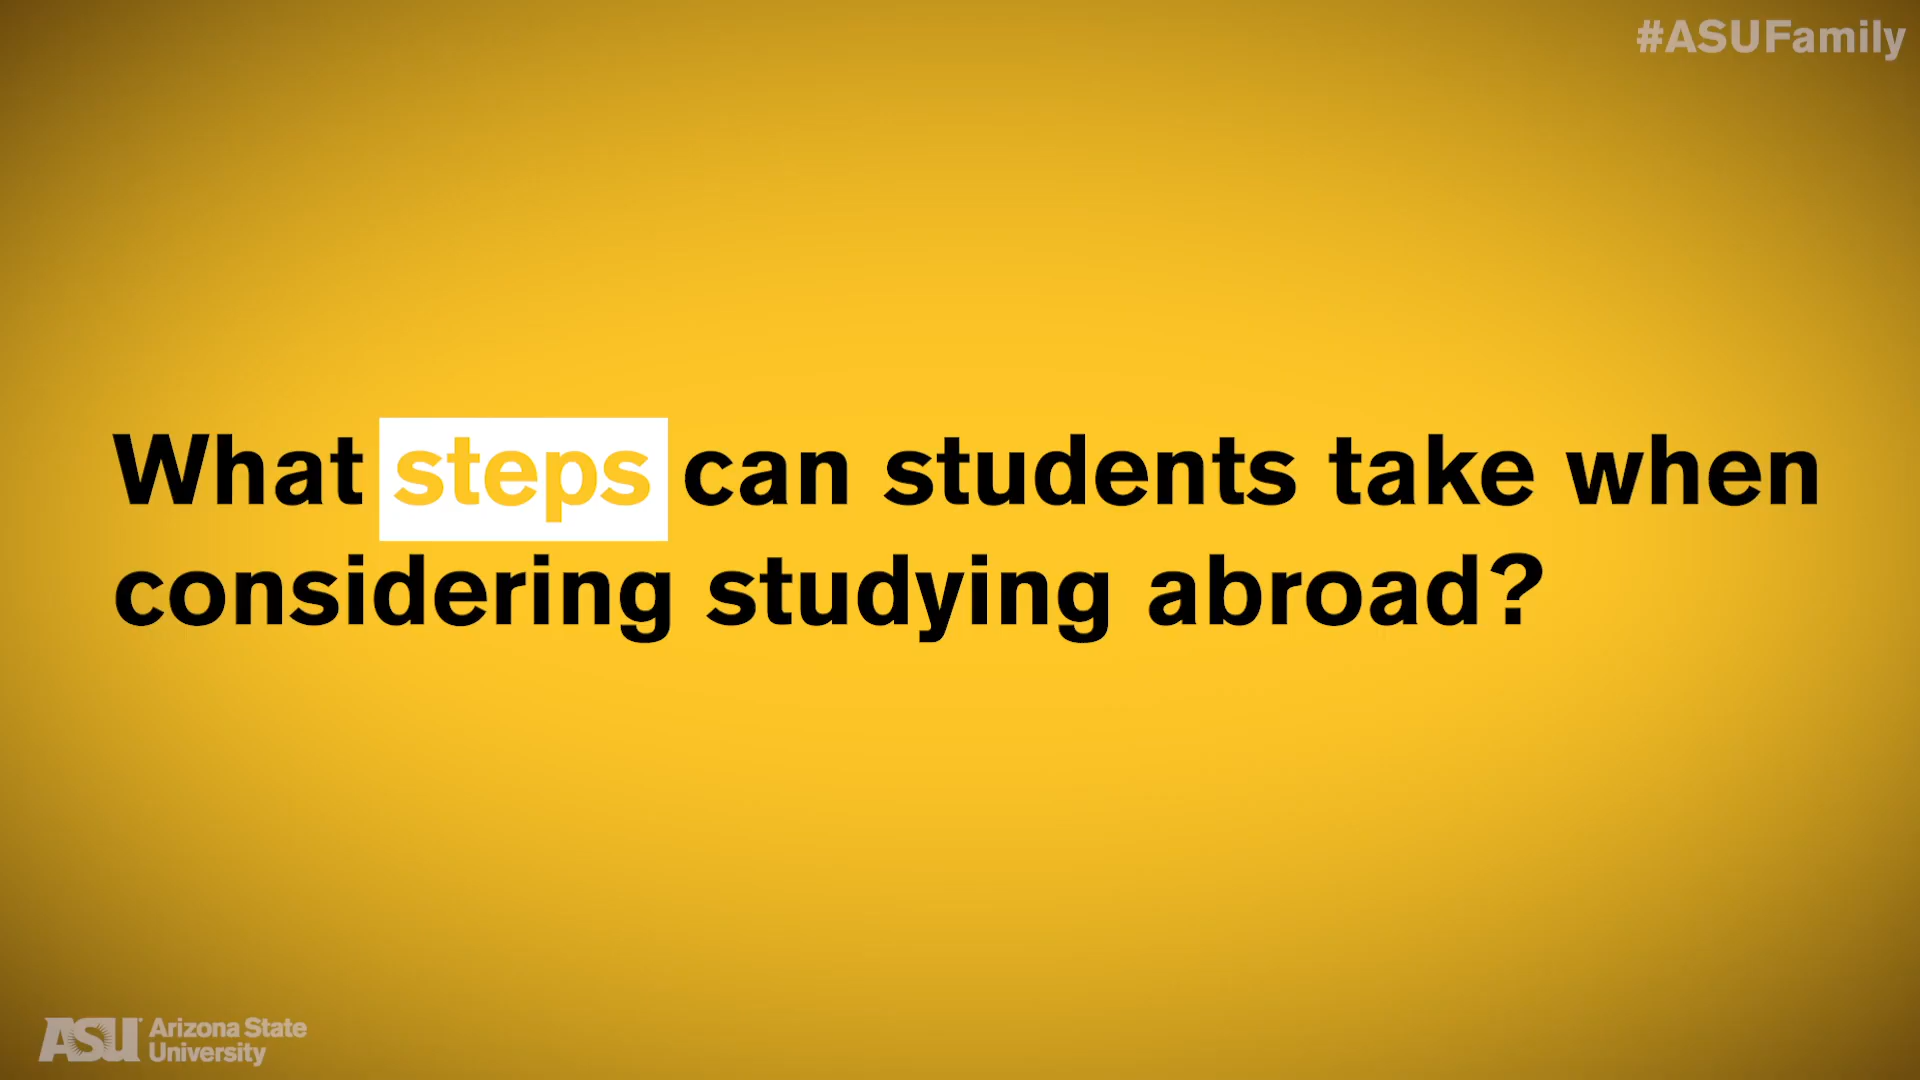 #ASUFamily
What steps can students take when
considering studying abroad?
ASU Arizona State
University